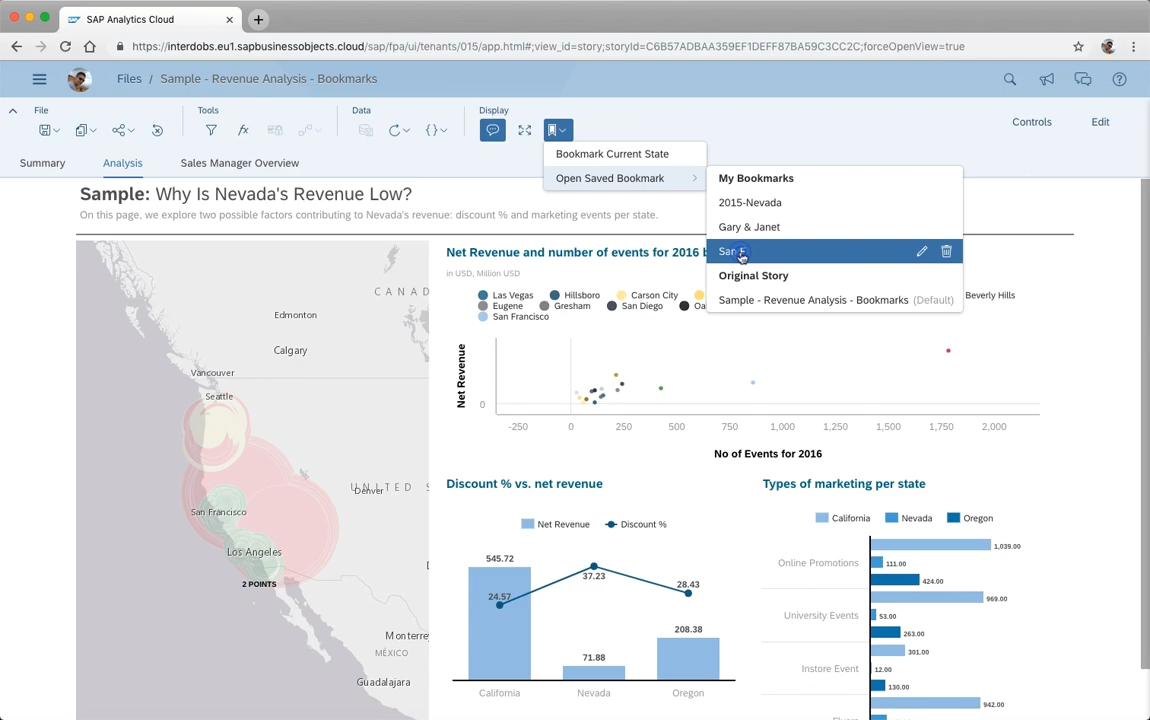 SAP Analytics Cloud
https://interdobs.eu1.sapbusinessobjects.cloud/sap/fpa/ui/tenants/015/app.html#;view_id=story;storyId=C6B57ADBAA359EF1DEFF87BA59C3CC2C;forceOpenView=true
Files / Sample - Revenue Analysis - Bookmarks
File Tools Data Display
Controls Edit
Summary Analysis Sales Manager Overview
Bookmark Current State
Open Saved Bookmark
My Bookmarks
2015-Nevada
Gary & Janet
San F
Original Story
Sample - Revenue Analysis - Bookmarks (Default)
Sample: Why Is Nevada's Revenue Low?
On this page, we explore two possible factors contributing to Nevada's revenue: discount % and marketing events per state.
CANAD
Edmonton
Calgary
Vancouver
Seattle
UNITED S
Denver
San Francisco
Los Angeles
2 POINTS
Monterre
MÉXICO
Guadalajara
Net Revenue and number of events for 2016 b
in USD, Million USD
Las Vegas Hillsboro Carson City Beverly Hills
Eugene Gresham San Diego Oa
San Francisco
Net Revenue
0
-250 0 250 500 750 1,000 1,250 1,500 1,750 2,000
No of Events for 2016
Discount % vs. net revenue
Net Revenue Discount %
545.72
24.57
37.23
71.88
28.43
208.38
California Nevada Oregon
Types of marketing per state
California Nevada Oregon
Online Promotions
1,039.00
111.00
424.00
University Events
969.00
53.00
263.00
Instore Event
301.00
12.00
130.00
942.00